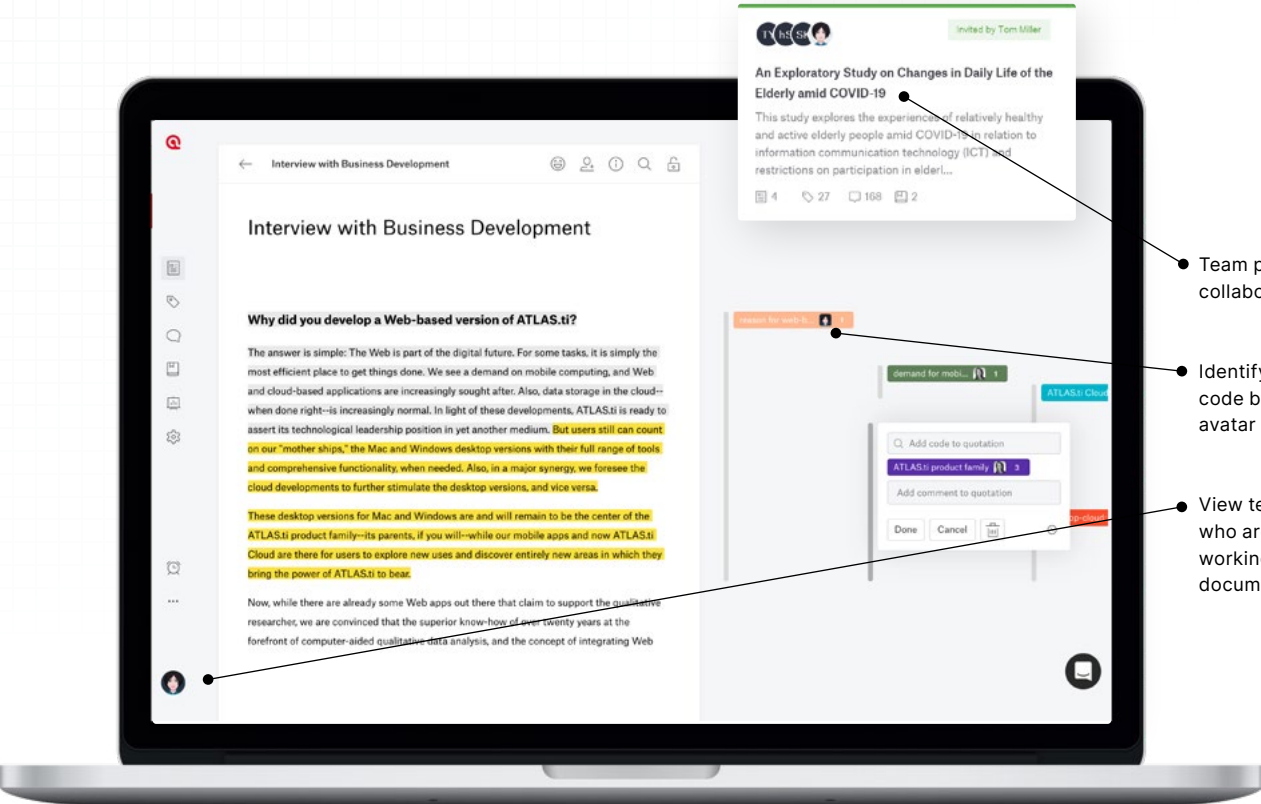 Invited by Tom Miller
An Exploratory Study on Changes in Daily Life of the
Elderly amid COVID-19
This study explores the experiences of relatively healthy
and active elderly people amid COVID-19 in relation to
information communication technology (ICT) and
restrictions on participation in elderl...
4 27 168 2
Interview with Business Development
Interview with Business Development
Why did you develop a Web-based version of ATLAS.ti?
The answer is simple: The Web is part of the digital future. For some tasks, it is simply the
most efficient place to get things done. We see a demand on mobile computing, and Web
and cloud-based applications are increasingly sought after. Also, data storage in the cloud--
when done right--is increasingly normal. In light of these developments, ATLAS.ti is ready to
assert its technological leadership position in yet another medium. But users still can count
on our "mother ships," the Mac and Windows desktop versions with their full range of tools
and comprehensive functionality, when needed. Also, in a major synergy, we foresee the
cloud developments to further stimulate the desktop versions, and vice versa.
These desktop versions for Mac and Windows are and will remain to be the center of the
ATLAS.ti product family--its parents, if you will--while our mobile apps and now ATLAS.ti
Cloud are there for users to explore new uses and discover entirely new areas in which they
bring the power of ATLAS.ti to bear.
Now, while there are already some Web apps out there that claim to support the qualitative
researcher, we are convinced that the superior know-how of over twenty years at the
forefront of computer-aided qualitative data analysis, and the concept of integrating Web
reason for web-b... 1
demand for mobi... 1
ATLAS.ti Cloud
Add code to quotation
ATLAS.ti product family 3
Add comment to quotation
Done Cancel
Team p
collabo
Identify
code b
avatar
View te
who ar
workin
docum